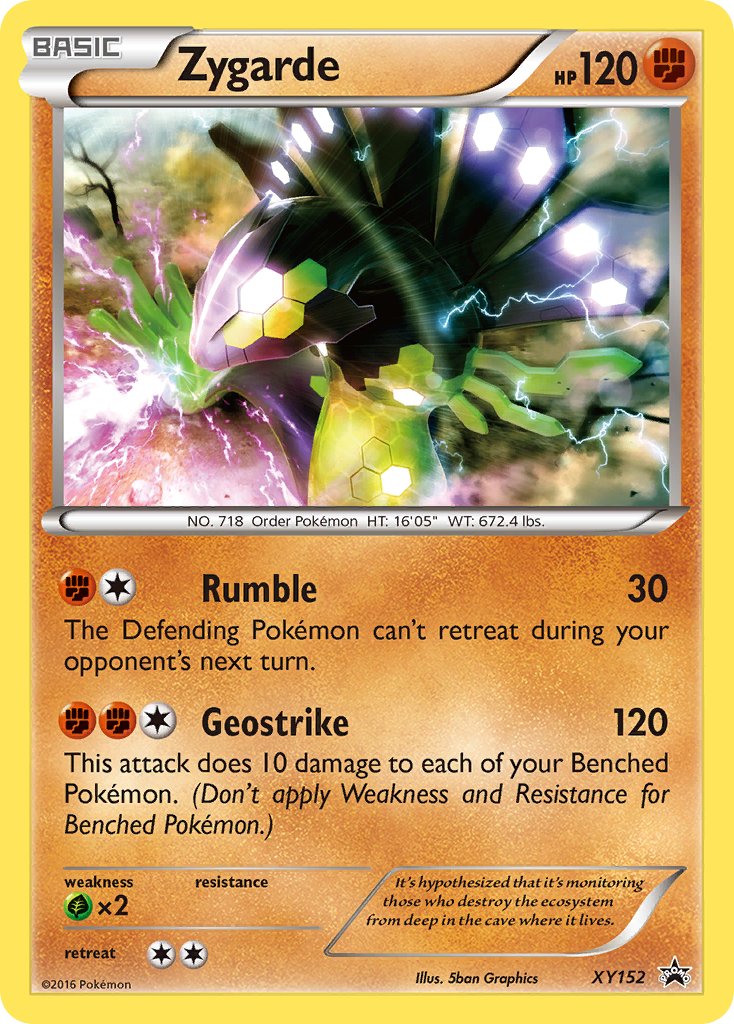 BASIC
Zygarde
HP120
NO. 718 Order Pokémon HT: 16'05" WT: 672.4 lbs.
Rumble 30
The Defending Pokémon can't retreat during your
opponent's next turn.
Geostrike 120
This attack does 10 damage to each of your Benched
Pokémon. (Don't apply Weakness and Resistance for
Benched Pokémon.)
weakness resistance
×2
It's hypothesized that it's monitoring
those who destroy the ecosystem
from deep in the cave where it lives.
retreat
©2016 Pokémon
Illus. 5ban Graphics
XY152
PROMO